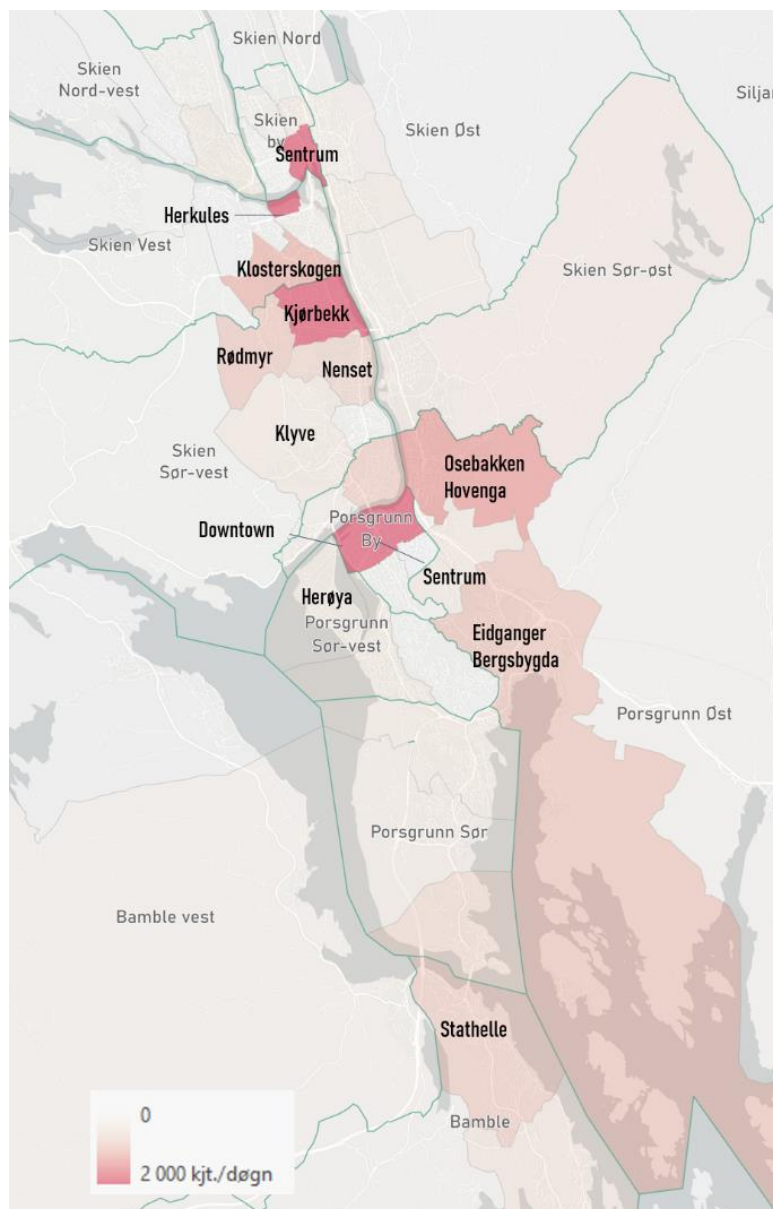 Skien Nord
Skien
Nord-vest
Siljan
Skien
by
Skien Øst
Sentrum
Herkules
Skien Vest
Klosterskogen
Skien Sør-øst
Kjørbekk
Rødmyr
Nenset
Klyve
Skien
Sør-vest
Osebakken
Hovenga
Downtown
Porsgrunn
By
Sentrum
Herøya
Porsgrunn
Sør-vest
Eidganger
Bergsbygda
Porsgrunn Øst
Porsgrunn Sør
Bamble vest
Stathelle
Bamble
0
2 000 kjt./døgn